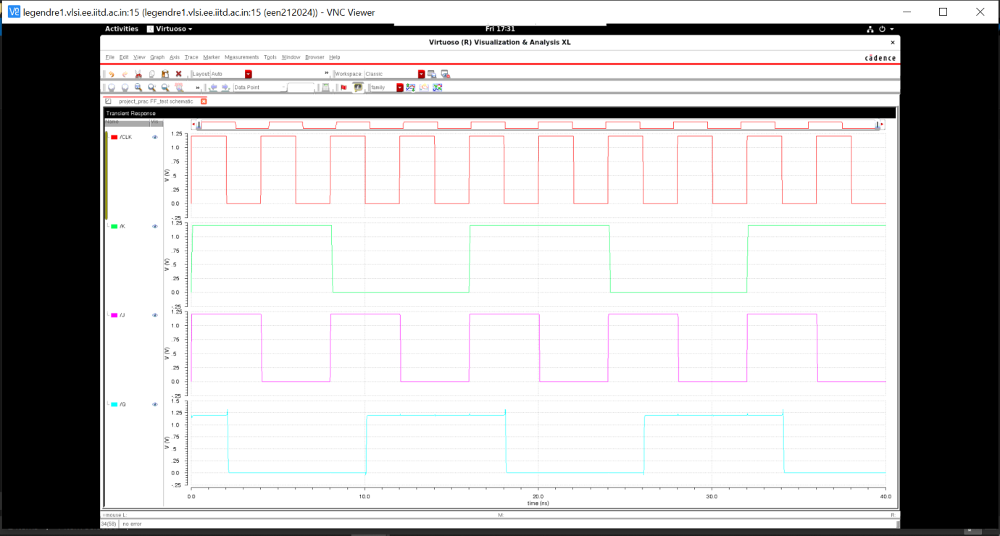 legendre1.vlsi.ee.iitd.ac.in:15 (legendre1.vlsi.ee.iitd.ac.in:15 (een212024)) - VNC Viewer
Activities Virtuoso Fri 17:31
Virtuoso (R) Visualization & Analysis XL
File Edit View Graph Axis Trace Marker Measurements Tools Window Browser Help
cādence
Layout: Auto » Workspace: Classic
» Data Point family
project_prac FF_test schematic
Transient Response
Name Vis
/CLK
1.25
1.0
.75
.5
.25
0.0
-.25
V (V)
/K
1.25
1.0
.75
.5
.25
0.0
-.25
V (V)
/J
1.25
1.0
.75
.5
.25
0.0
-.25
V (V)
/Q
1.5
1.25
1.0
.75
.5
.25
0.0
-.25
V (V)
0.0 10.0 20.0 30.0 40.0
time (ns)
mouse L: M: R:
34(58) no error